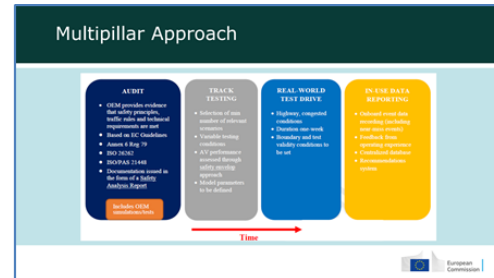 Multipillar Approach
AUDIT
• OEM provides evidence
that safety principles,
traffic rules and technical
requirements are met
• Based on EC Guidelines
• Annex 6 Reg 79
• ISO 26262
• ISO/PAS 21448
• Documentation issued in
the form of a Safety
Analysis Report
Includes OEM
simulations/tests
TRACK
TESTING
• Selection of min
number of relevant
scenarios
• Variable testing
conditions
• AV performance
assessed through
safety envelop
approach
• Model parameters
to be defined
REAL-WORLD
TEST DRIVE
• Highway, congested
conditions
• Duration one week
• Boundary and test
validity conditions to
be set
IN-USE DATA
REPORTING
• Onboard event data
recording (including
near miss events)
• Feedback from
operating experience
• Centralized database
• Recommendations
system
Time
European
Commission